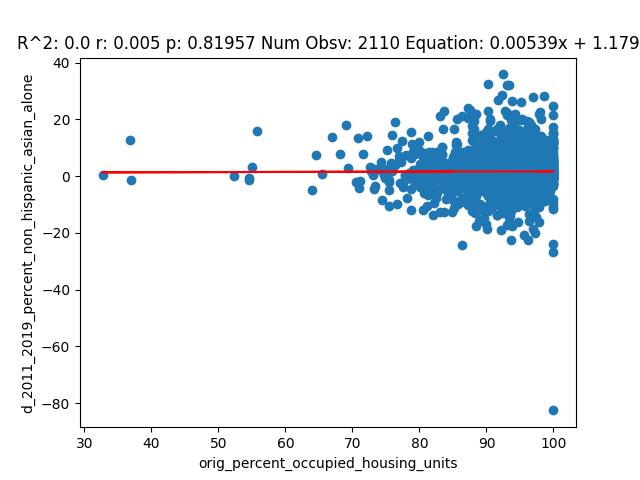 R^2: 0.0 r: 0.005 p: 0.81957 Num Obsv: 2110 Equation: 0.00539x + 1.179
d_2011_2019_percent_non_hispanic_asian_alone
40
20
0
−20
−40
−60
−80
30 40 50 60 70 80 90 100
orig_percent_occupied_housing_units